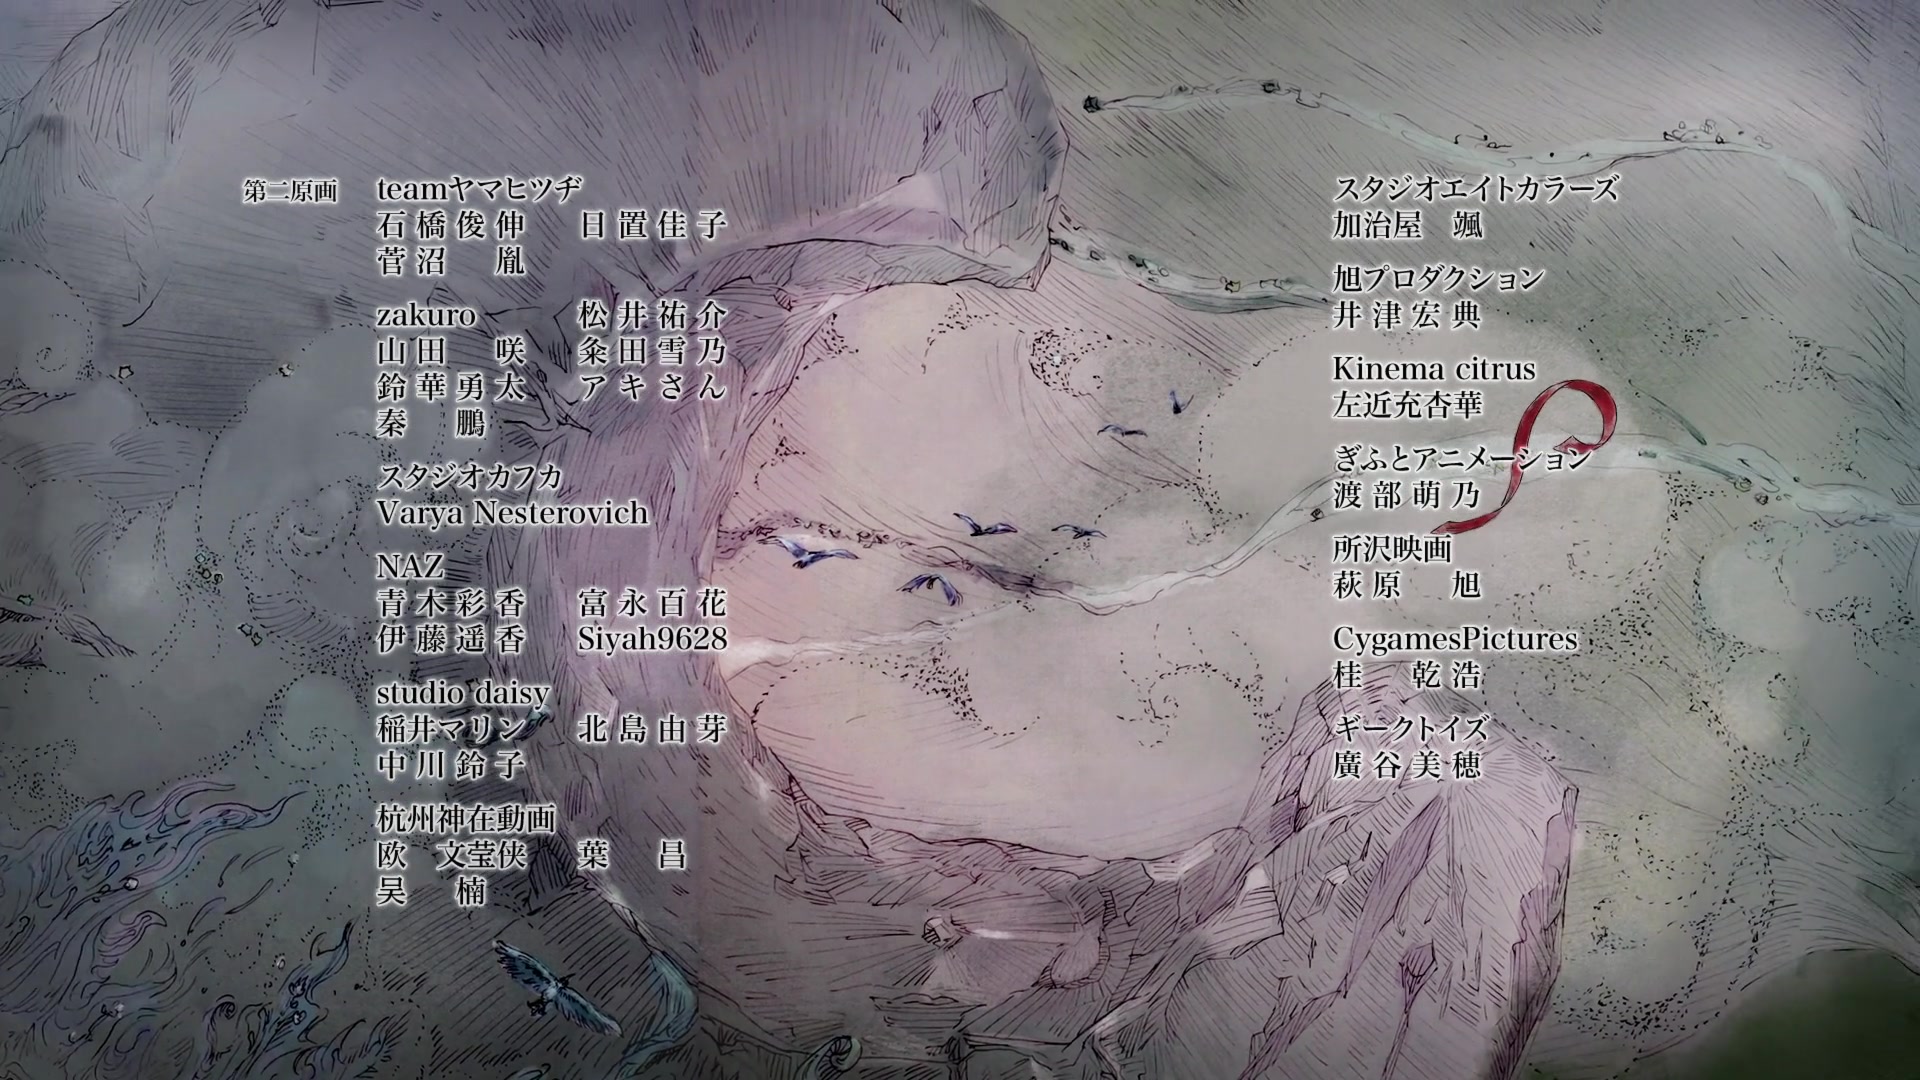 第二原画
teamヤマヒツヂ
石橋俊伸 日置佳子
菅沼 胤
zakuro 松井祐介
山田 咲 粂田雪乃
鈴華勇太 アキさん
秦 鵬
スタジオカフカ
Varya Nesterovich
NAZ
青木彩香 富永百花
伊藤遥香 Siyah9628
studio daisy
稲井マリン 北島由芽
中川鈴子
杭州神在動画
欧 文莹侠 葉 昌
吴 楠
スタジオエイトカラーズ
加治屋 颯
旭プロダクション
井津宏典
Kinema citrus
左近充杏華
ぎふとアニメーション
渡部萌乃
所沢映画
萩原 旭
CygamesPictures
桂 乾浩
ギークトイズ
廣谷美穂